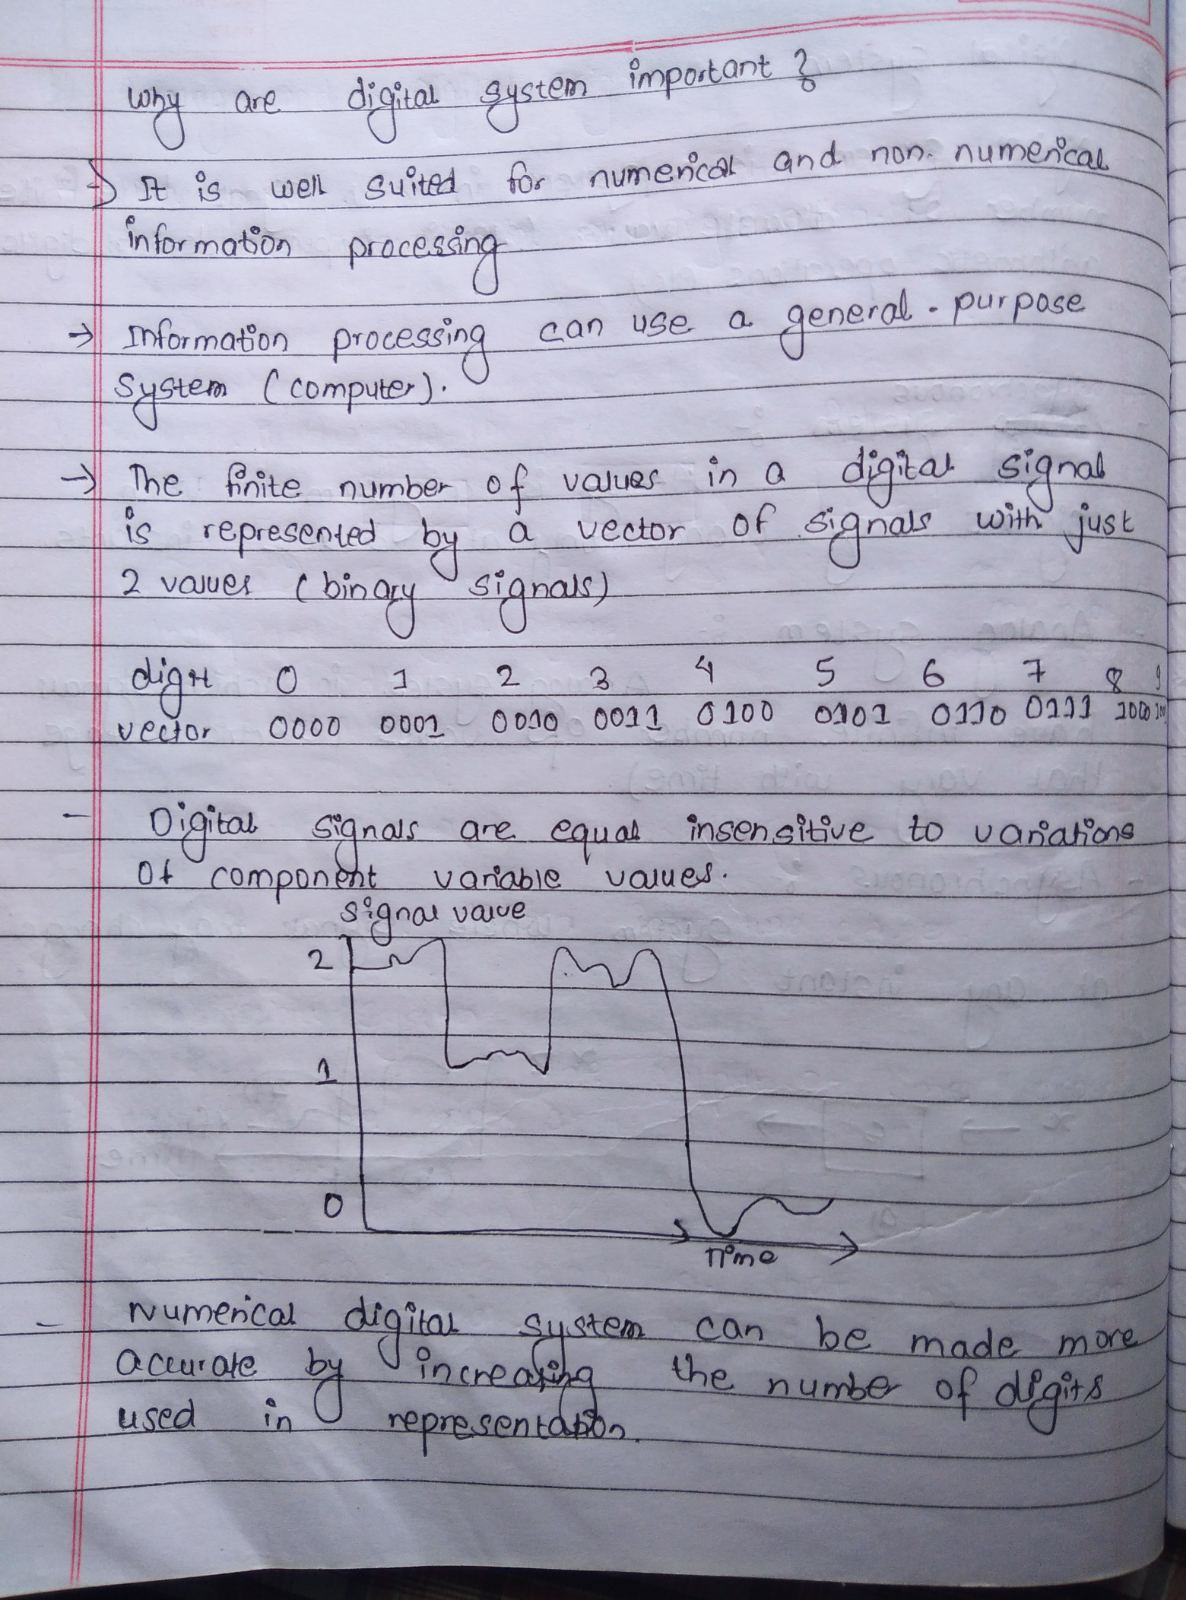 Why are digital system important ?
→ It is well suited for numerical and non-numerical
information processing
→ Information processing can use a general-purpose
system (computer).
→ The finite number of values in a digital signal
is represented by a vector of signals with just
2 values (binary signals)
digit 0 1 2 3 4 5 6 7 8 9
vector 0000 0001 0010 0011 0100 0101 0110 0111 1000
- Digital signals are equal insensitive to variations
of component variable values.
signal value
2
1
0
Time
- Numerical digital system can be made more
accurate by increasing the number of digits
used in representation.